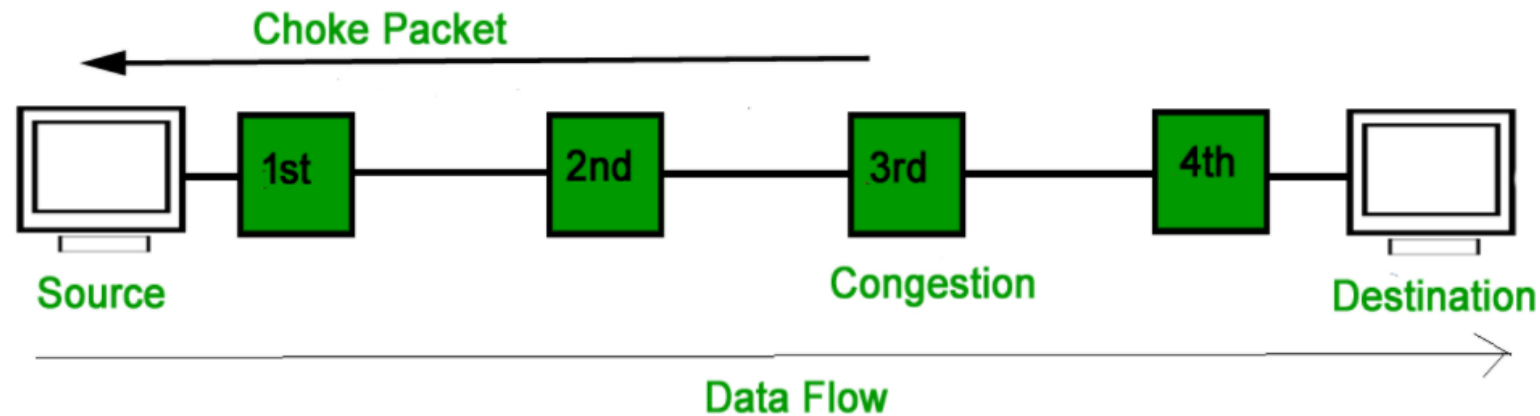 Choke Packet
1st
2nd
3rd
4th
Source
Congestion
Destination
Data Flow